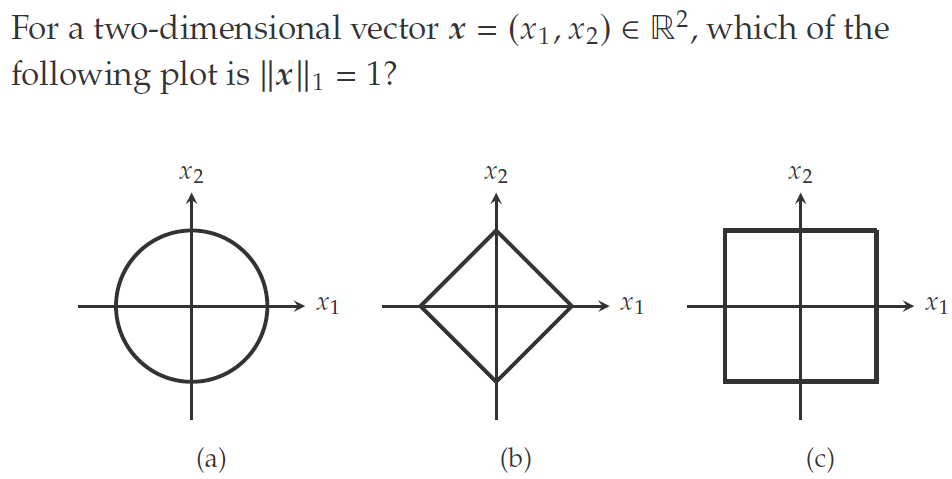 For a two-dimensional vector x = (x₁, x₂) ∈ ℝ², which of the
following plot is ||x||₁ = 1?
x₂ x₂ x₂
x₁ x₁ x₁
(a) (b) (c)